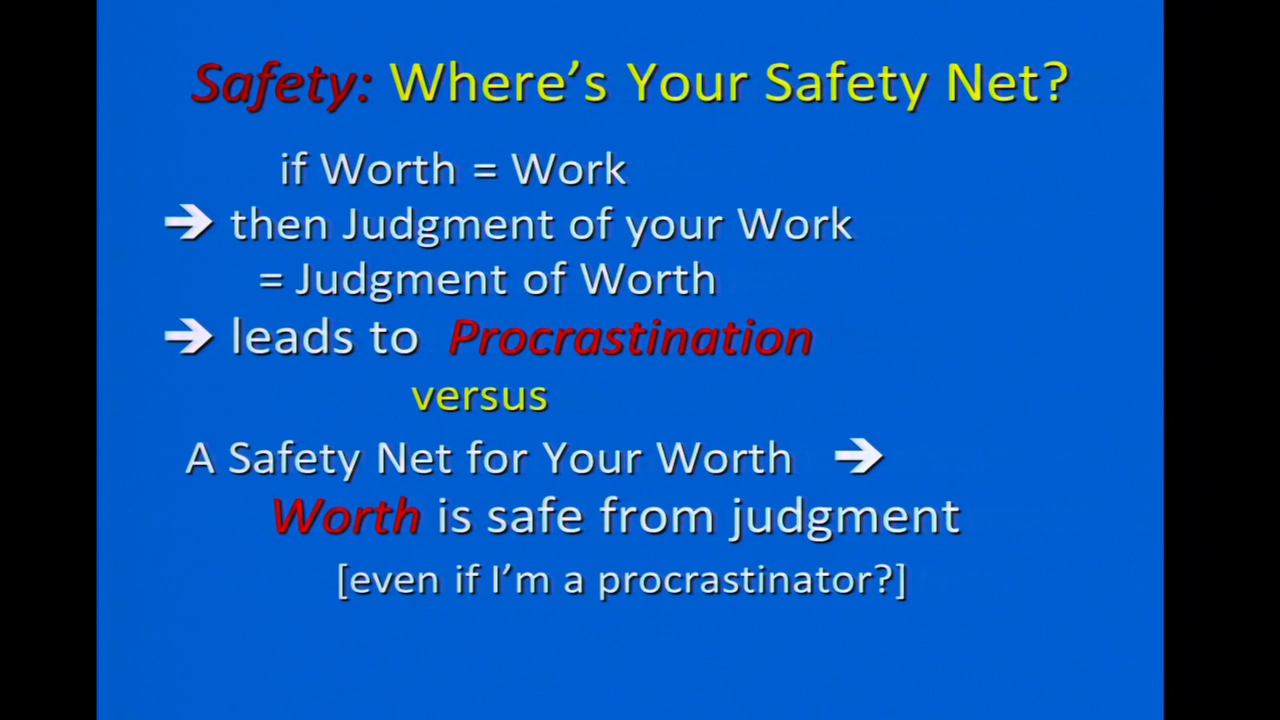 Safety: Where’s Your Safety Net?
if Worth = Work
➔ then Judgment of your Work
= Judgment of Worth
➔ leads to Procrastination
versus
A Safety Net for Your Worth ➔
Worth is safe from judgment
[even if I’m a procrastinator?]